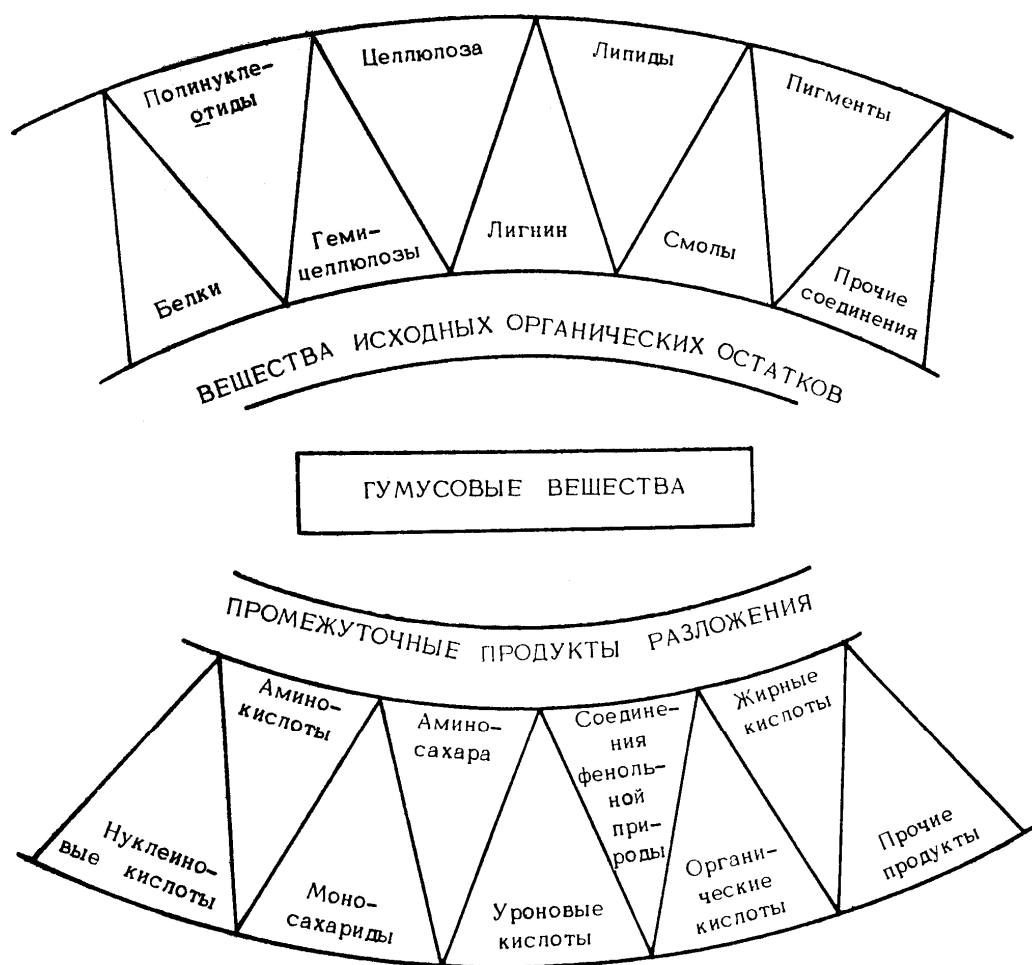 Полинукле-
отиды
Целлюлоза
Липиды
Пигменты
Белки
Геми-
целлюлозы
Лигнин
Смолы
Прочие
соединения
ВЕЩЕСТВА ИСХОДНЫХ ОРГАНИЧЕСКИХ ОСТАТКОВ
ГУМУСОВЫЕ ВЕЩЕСТВА
ПРОМЕЖУТОЧНЫЕ ПРОДУКТЫ РАЗЛОЖЕНИЯ
Амино-
кислоты
Амино-
сахара
Соедине-
ния
феноль-
ной
при-
роды
Жирные
кислоты
Нуклеино-
вые кислоты
Моно-
сахариды
Уроновые
кислоты
Органи-
ческие
кислоты
Прочие
продукты